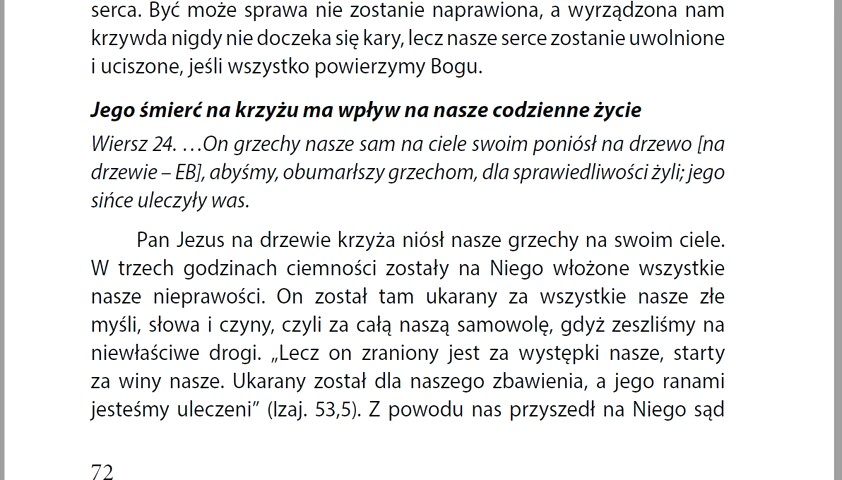 serca. Być może sprawa nie zostanie naprawiona, a wyrządzona nam
krzywda nigdy nie doczeka się kary, lecz nasze serce zostanie uwolnione
i uciszone, jeśli wszystko powierzymy Bogu.
Jego śmierć na krzyżu ma wpływ na nasze codzienne życie
Wiersz 24. …On grzechy nasze sam na ciele swoim poniósł na drzewo [na
drzewie – EB], abyśmy, obumarłszy grzechom, dla sprawiedliwości żyli; jego
sińce uleczyły was.
Pan Jezus na drzewie krzyża niósł nasze grzechy na swoim ciele.
W trzech godzinach ciemności zostały na Niego włożone wszystkie
nasze nieprawości. On został tam ukarany za wszystkie nasze złe
myśli, słowa i czyny, czyli za całą naszą samowolę, gdyż zeszliśmy na
niewłaściwe drogi. „Lecz on zraniony jest za występki nasze, starty
za winy nasze. Ukarany został dla naszego zbawienia, a jego ranami
jesteśmy uleczeni” (Izaj. 53,5). Z powodu nas przyszedł na Niego sąd
72